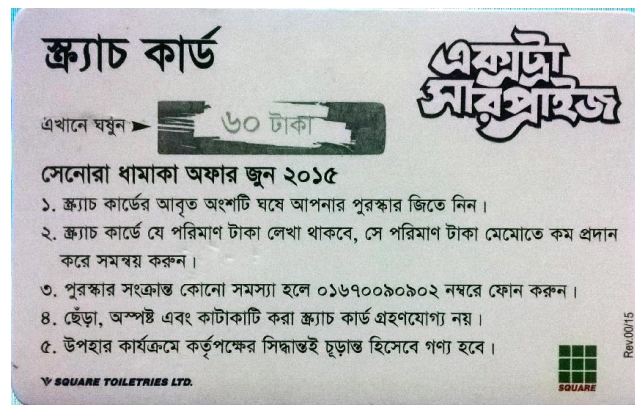 স্ক্র্যাচ কার্ড
একাট্রা
সারপ্রাইজ
এখানে ঘষুন
৬০ টাকা
সেনোরা ধামাকা অফার জুন ২০১৫
১. স্ক্র্যাচ কার্ডের আবৃত অংশটি ঘষে আপনার পুরস্কার জিতে নিন।
২. স্ক্র্যাচ কার্ডে যে পরিমাণ টাকা লেখা থাকবে, সে পরিমাণ টাকা মেমোতে কম প্রদান
করে সমন্বয় করুন।
৩. পুরস্কার সংক্রান্ত কোনো সমস্যা হলে ০১৬৭০০৯০৯০২ নম্বরে ফোন করুন।
৪. ছেঁড়া, অস্পষ্ট এবং কাটাকাটি করা স্ক্র্যাচ কার্ড গ্রহণযোগ্য নয়।
৫. উপহার কার্যক্রমে কর্তৃপক্ষের সিদ্ধান্তই চূড়ান্ত হিসেবে গণ্য হবে।
SQUARE TOILETRIES LTD.
SQUARE
Rev.00/15